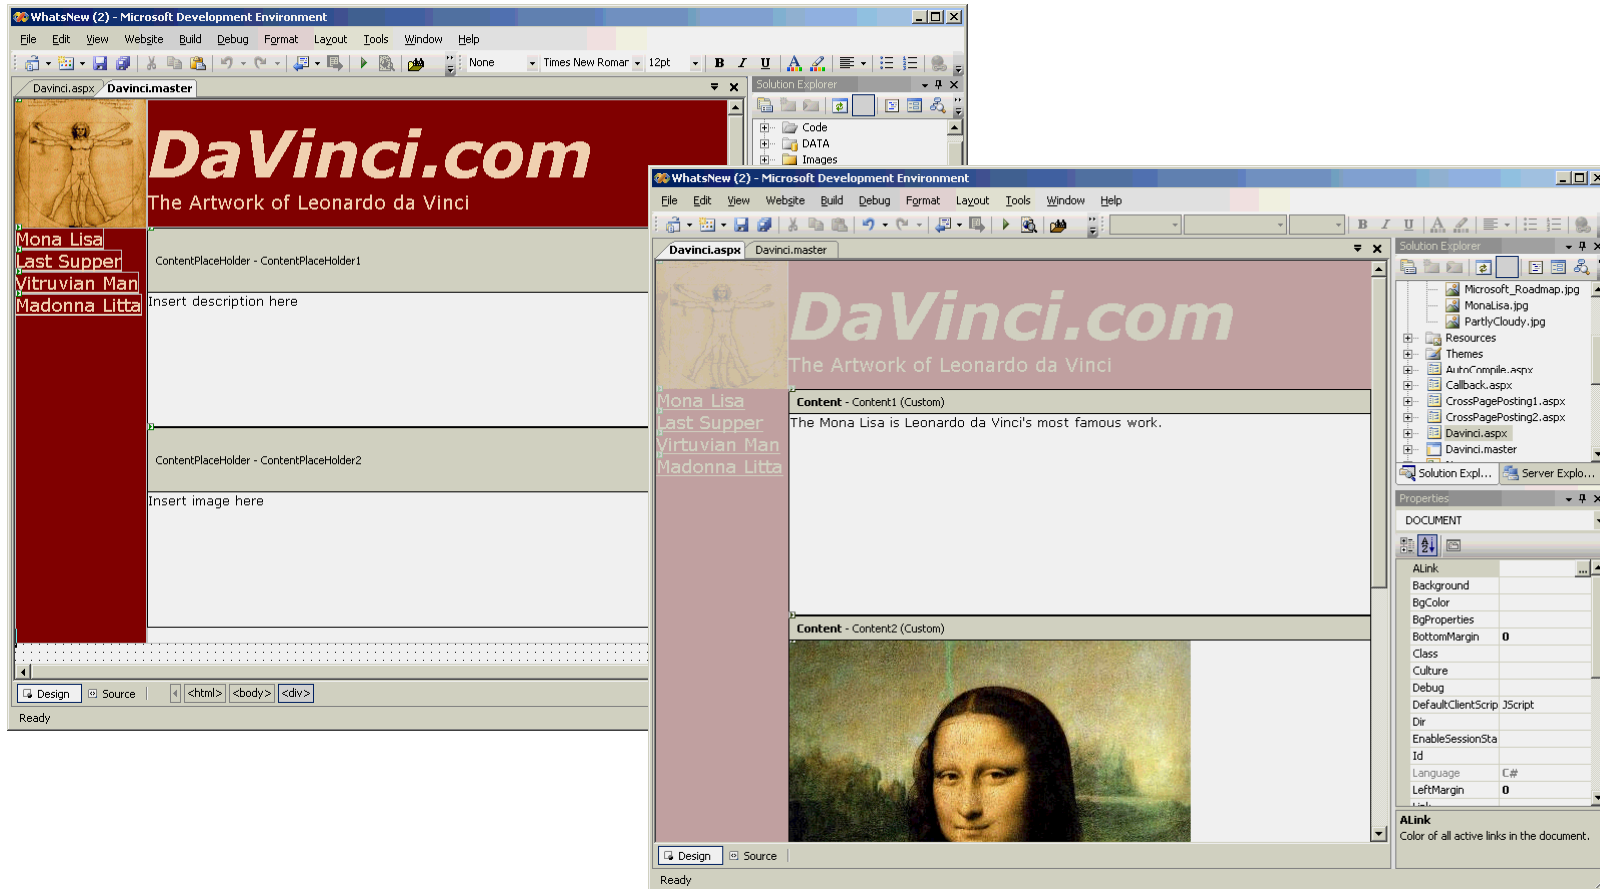 WhatsNew (2) - Microsoft Development Environment
File Edit View Website Build Debug Format Layout Tools Window Help
None Times New Roman 12pt B I U
Davinci.aspx Davinci.master
Solution Explorer
Code
DATA
Images
DaVinci.com
The Artwork of Leonardo da Vinci
Mona Lisa
Last Supper
Vitruvian Man
Madonna Litta
ContentPlaceHolder - ContentPlaceHolder1
Insert description here
ContentPlaceHolder - ContentPlaceHolder2
Insert image here
Design Source <html> <body> <div>
Ready
WhatsNew (2) - Microsoft Development Environment
File Edit View Website Build Debug Format Layout Tools Window Help
B I U
Davinci.aspx Davinci.master
DaVinci.com
The Artwork of Leonardo da Vinci
Mona Lisa
Last Supper
Virtuvian Man
Madonna Litta
Content - Content1 (Custom)
The Mona Lisa is Leonardo da Vinci's most famous work.
Content - Content2 (Custom)
Design Source
Ready
Solution Explorer
Microsoft_Roadmap.jpg
MonaLisa.jpg
PartlyCloudy.jpg
Resources
Themes
AutoCompile.aspx
Callback.aspx
CrossPagePosting1.aspx
CrossPagePosting2.aspx
Davinci.aspx
Davinci.master
Solution Expl... Server Explo...
Properties
DOCUMENT
ALink ...
Background
BgColor
BgProperties
BottomMargin 0
Class
Culture
Debug
DefaultClientScrip JScript
Dir
EnableSessionSta
Id
Language C#
LeftMargin 0
ALink
Color of all active links in the document.